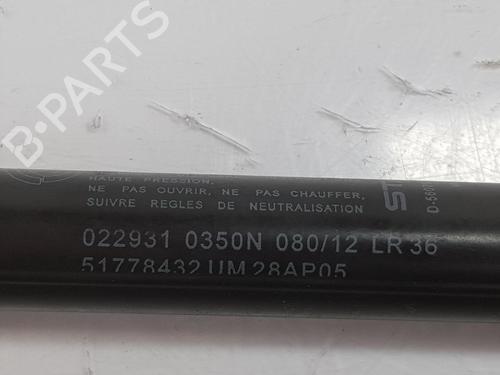 B-PARTS
HAUTE PRESSION,
NE PAS OUVRIR, NE PAS CHAUFFER,
SUIVRE REGLES DE NEUTRALISATION
022931 0350N 080/12 LR 36
51778432 UM 28AP05